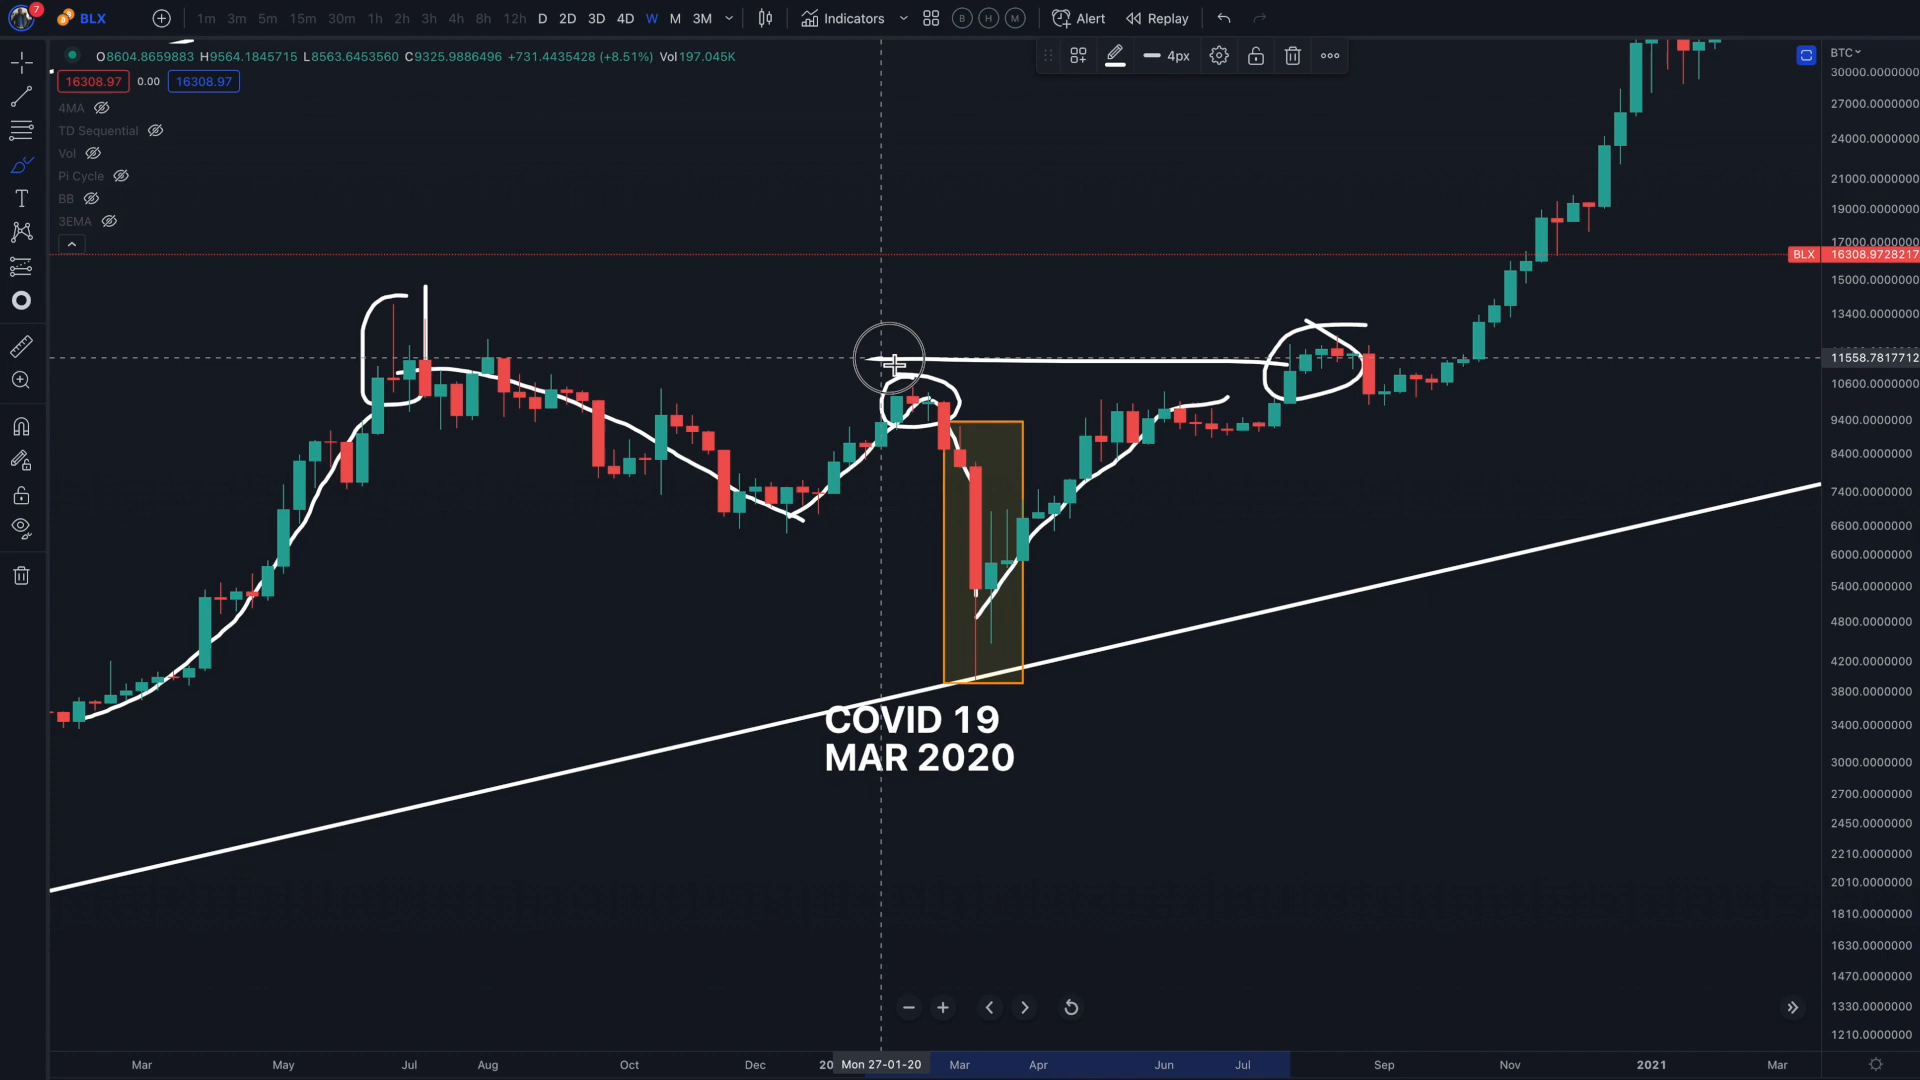 7
BLX
1m 3m 5m 15m 30m 1h 2h 3h 4h 8h 12h D 2D 3D 4D W M 3M
Indicators
B H M
Alert
Replay
O8604.8659883 H9564.1845715 L8563.6453560 C9325.9886496 +731.4435428 (+8.51%) Vol197.045K
4px
BTC
16308.97 0.00 16308.97
4MA
TD Sequential
Vol
Pi Cycle
BB
3EMA
30000.0000000
27000.0000000
24000.0000000
21000.0000000
19000.0000000
17000.0000000
BLX 16308.9728217
15000.0000000
13400.0000000
11558.7817712
10600.0000000
9400.0000000
8400.0000000
7400.0000000
6600.0000000
6000.0000000
5400.0000000
4800.0000000
4200.0000000
3800.0000000
3400.0000000
3000.0000000
2700.0000000
2450.0000000
2210.0000000
2010.0000000
1810.0000000
1630.0000000
1470.0000000
1330.0000000
1210.0000000
COVID 19
MAR 2020
Mar May Jul Aug Oct Dec 20 Mon 27-01-20 Mar Apr Jun Jul Sep Nov 2021 Mar